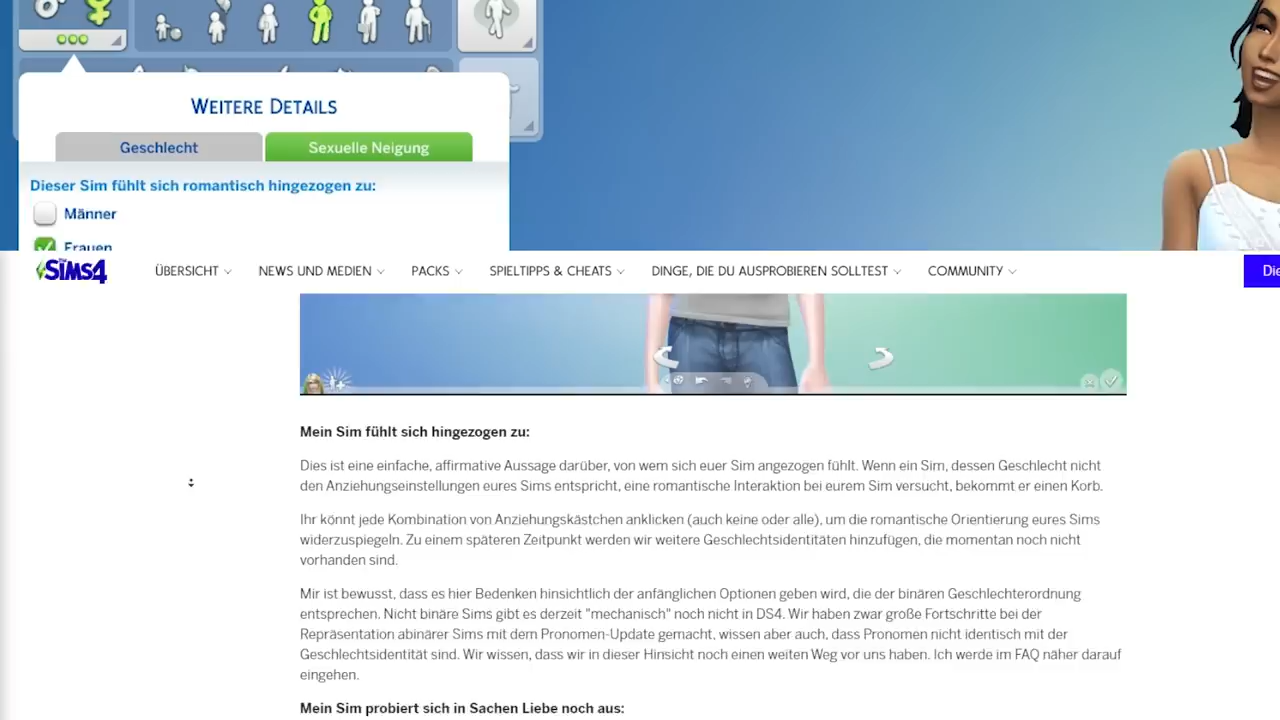 WEITERE DETAILS
Geschlecht
Sexuelle Neigung
Dieser Sim fühlt sich romantisch hingezogen zu:
Männer
Frauen
THE SIMS4
ÜBERSICHT
NEWS UND MEDIEN
PACKS
SPIELTIPPS & CHEATS
DINGE, DIE DU AUSPROBIEREN SOLLTEST
COMMUNITY
Die
Mein Sim fühlt sich hingezogen zu:
Dies ist eine einfache, affirmative Aussage darüber, von wem sich euer Sim angezogen fühlt. Wenn ein Sim, dessen Geschlecht nicht
den Anziehungseinstellungen eures Sims entspricht, eine romantische Interaktion bei eurem Sim versucht, bekommt er einen Korb.
Ihr könnt jede Kombination von Anziehungskästchen anklicken (auch keine oder alle), um die romantische Orientierung eures Sims
widerzuspiegeln. Zu einem späteren Zeitpunkt werden wir weitere Geschlechtsidentitäten hinzufügen, die momentan noch nicht
vorhanden sind.
Mir ist bewusst, dass es hier Bedenken hinsichtlich der anfänglichen Optionen geben wird, die der binären Geschlechterordnung
entsprechen. Nicht binäre Sims gibt es derzeit "mechanisch" noch nicht in DS4. Wir haben zwar große Fortschritte bei der
Repräsentation abinärer Sims mit dem Pronomen-Update gemacht, wissen aber auch, dass Pronomen nicht identisch mit der
Geschlechtsidentität sind. Wir wissen, dass wir in dieser Hinsicht noch einen weiten Weg vor uns haben. Ich werde im FAQ näher darauf
eingehen.
Mein Sim probiert sich in Sachen Liebe noch aus: